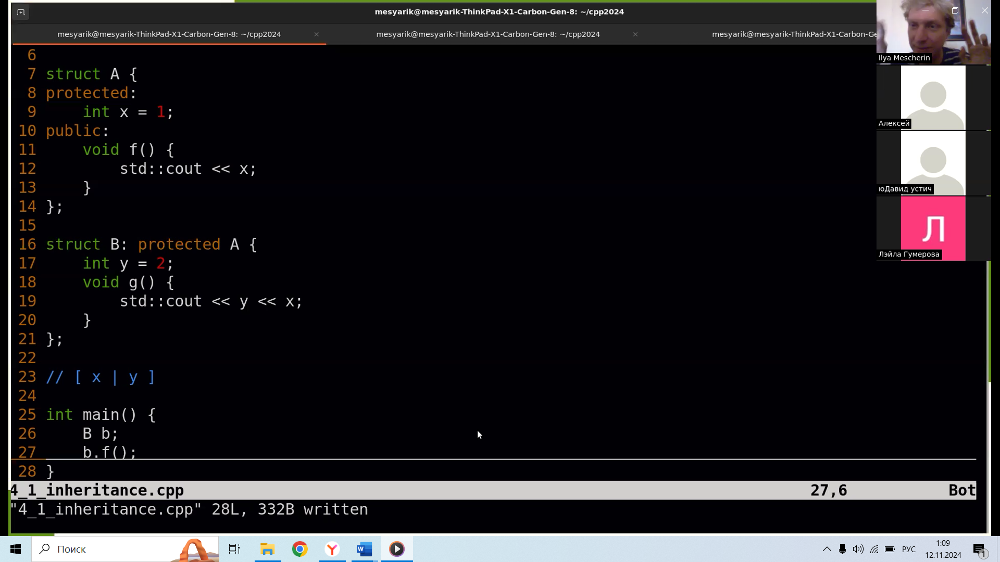 mesyarik@mesyarik-ThinkPad-X1-Carbon-Gen-8: ~/cpp2024
mesyarik@mesyarik-ThinkPad-X1-Carbon-Gen-8: ~/cpp2024 ×
mesyarik@mesyarik-ThinkPad-X1-Carbon-Gen-8: ~/cpp2024 ×
mesyarik@mesyarik-ThinkPad-X1-Carbon-Ge
Ilya Mescherin
Алексей
юДавид устич
Л
Лэйла Гумерова
6
7 struct A {
8 protected:
9     int x = 1;
10 public:
11     void f() {
12         std::cout << x;
13     }
14 };
15
16 struct B: protected A {
17     int y = 2;
18     void g() {
19         std::cout << y << x;
20     }
21 };
22
23 // [ x | y ]
24
25 int main() {
26     B b;
27     b.f();
28 }
4_1_inheritance.cpp 27,6 Bot
"4_1_inheritance.cpp" 28L, 332B written
Поиск
РУС
1:09
12.11.2024
1